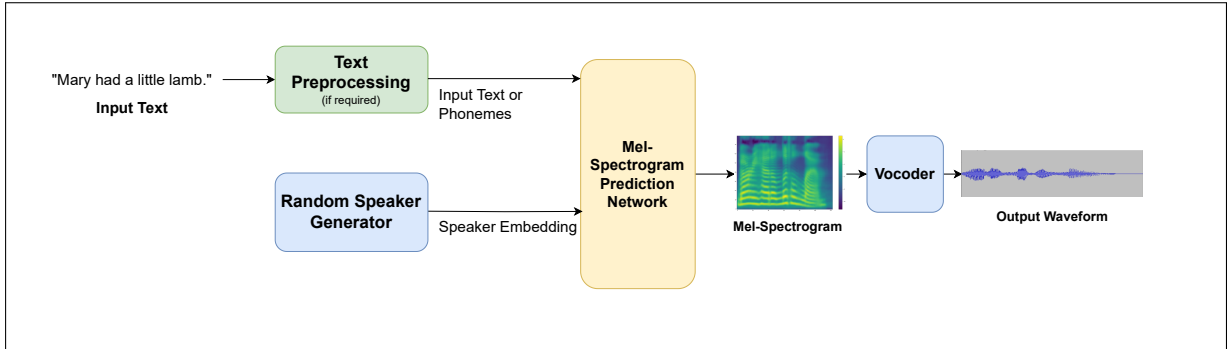 "Mary had a little lamb."
Input Text
Text
Preprocessing
(if required)
Input Text or
Phonemes
Random Speaker
Generator
Speaker Embedding
Mel-
Spectrogram
Prediction
Network
Mel-Spectrogram
Vocoder
Output Waveform